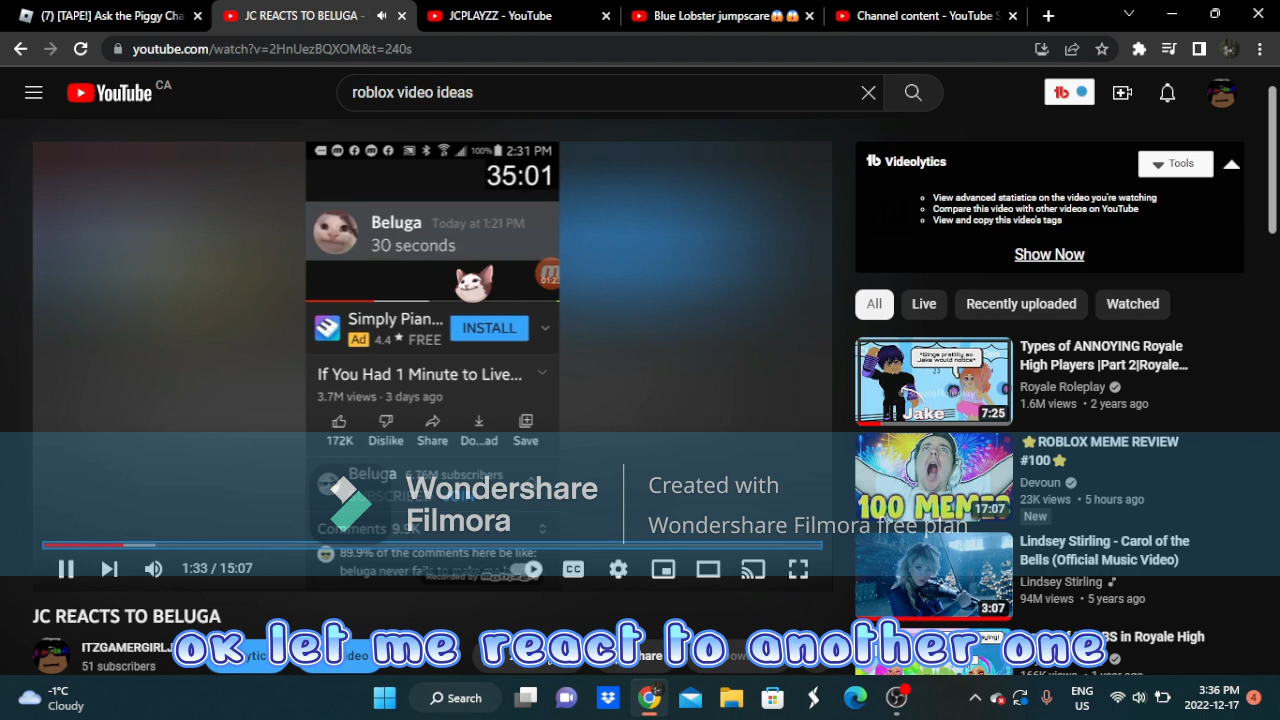 (7) [TAPE!] Ask the Piggy Cha
JC REACTS TO BELUGA -
JCPLAYZZ - YouTube
Blue Lobster jumpscare😱😱
Channel content - YouTube S
youtube.com/watch?v=2HnUezBQXOM&t=240s
YouTube CA
roblox video ideas
tb
100% 2:31 PM
35:01
Beluga Today at 1:21 PM
30 seconds
Simply Pian...
Ad 4.4 ★ FREE
INSTALL
If You Had 1 Minute to Live...
3.7M views · 3 days ago
172K Dislike Share Do...ad Save
Beluga 6.76M subscribers
Comments 9.9K
89.9% of the comments here be like:
Wondershare
Filmora
Created with
Wondershare Filmora free plan
1:33 / 15:07
CC
JC REACTS TO BELUGA
51 subscribers
ok let me react to another one
tb Videolytics
Tools
View advanced statistics on the video you're watching
Compare this video with other videos on YouTube
View and copy this video's tags
Show Now
All Live Recently uploaded Watched
Jake
7:25
Types of ANNOYING Royale
High Players |Part 2|Royale...
Royale Roleplay
1.6M views • 2 years ago
100 MEMES
17:07
⭐ROBLOX MEME REVIEW
#100⭐
Devoun
23K views • 5 hours ago
New
3:07
Lindsey Stirling - Carol of the
Bells (Official Music Video)
Lindsey Stirling
94M views • 5 years ago
in Royale High
-1°C
Cloudy
Search
ENG
US
3:36 PM
2022-12-17
4